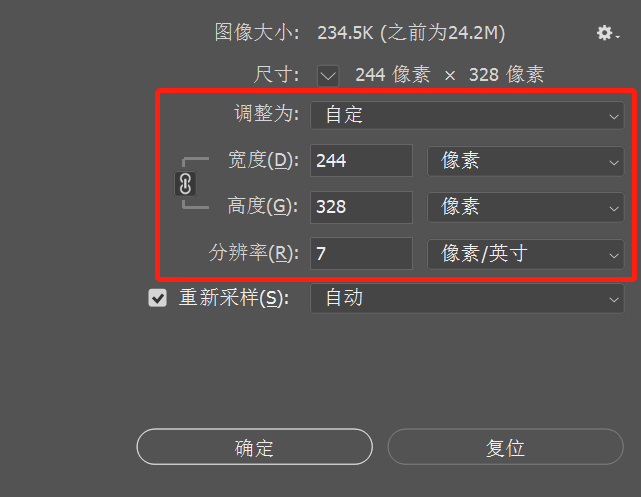 图像大小: 234.5K (之前为24.2M)
尺寸: 244 像素 × 328 像素
调整为: 自定
宽度(D): 244 像素
高度(G): 328 像素
分辨率(R): 7 像素/英寸
重新采样(S): 自动
确定 复位